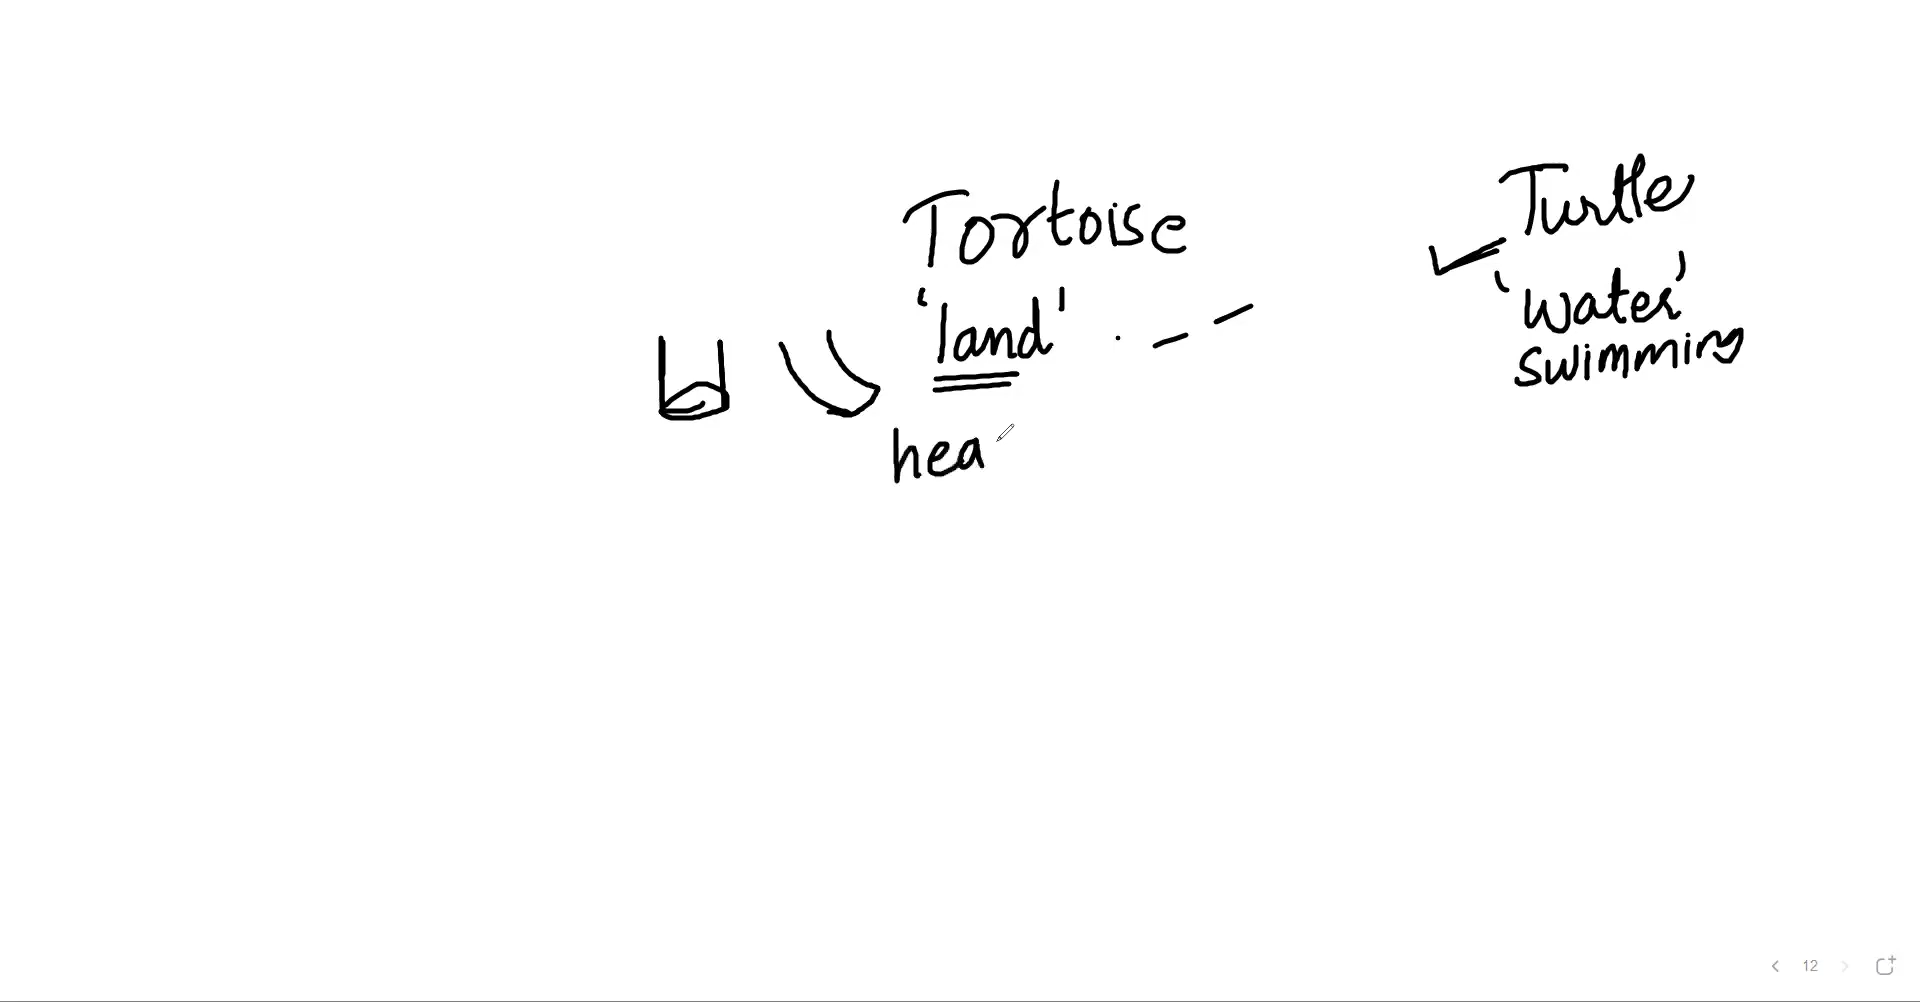 Tortoise
'land'
hea
Turtle
'water'
swimming
12